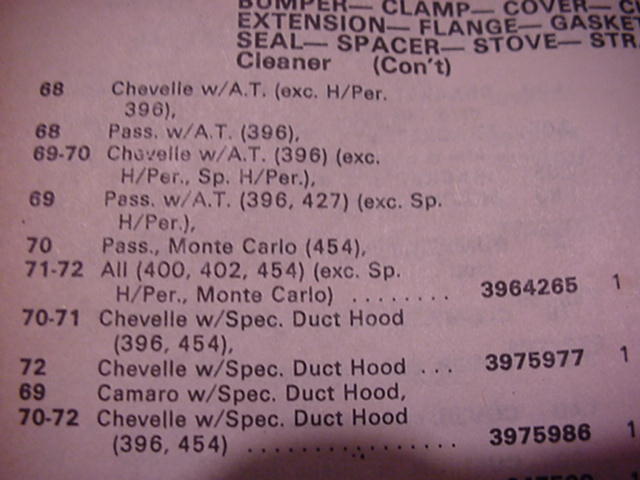 BUMPER— CLAMP— COVER—
EXTENSION— FLANGE— GASKET
SEAL— SPACER— STOVE— STR
Cleaner (Con't)
68 Chevelle w/A.T. (exc. H/Per.
396),
68 Pass. w/A.T. (396),
69-70 Chevelle w/A.T. (396) (exc.
H/Per., Sp. H/Per.),
69 Pass. w/A.T. (396, 427) (exc. Sp.
H/Per.),
70 Pass., Monte Carlo (454),
71-72 All (400, 402, 454) (exc. Sp.
H/Per., Monte Carlo) ........ 3964265 1
70-71 Chevelle w/Spec. Duct Hood
(396, 454),
72 Chevelle w/Spec. Duct Hood ... 3975977 1
69 Camaro w/Spec. Duct Hood,
70-72 Chevelle w/Spec. Duct Hood
(396, 454) ................ 3975986 1